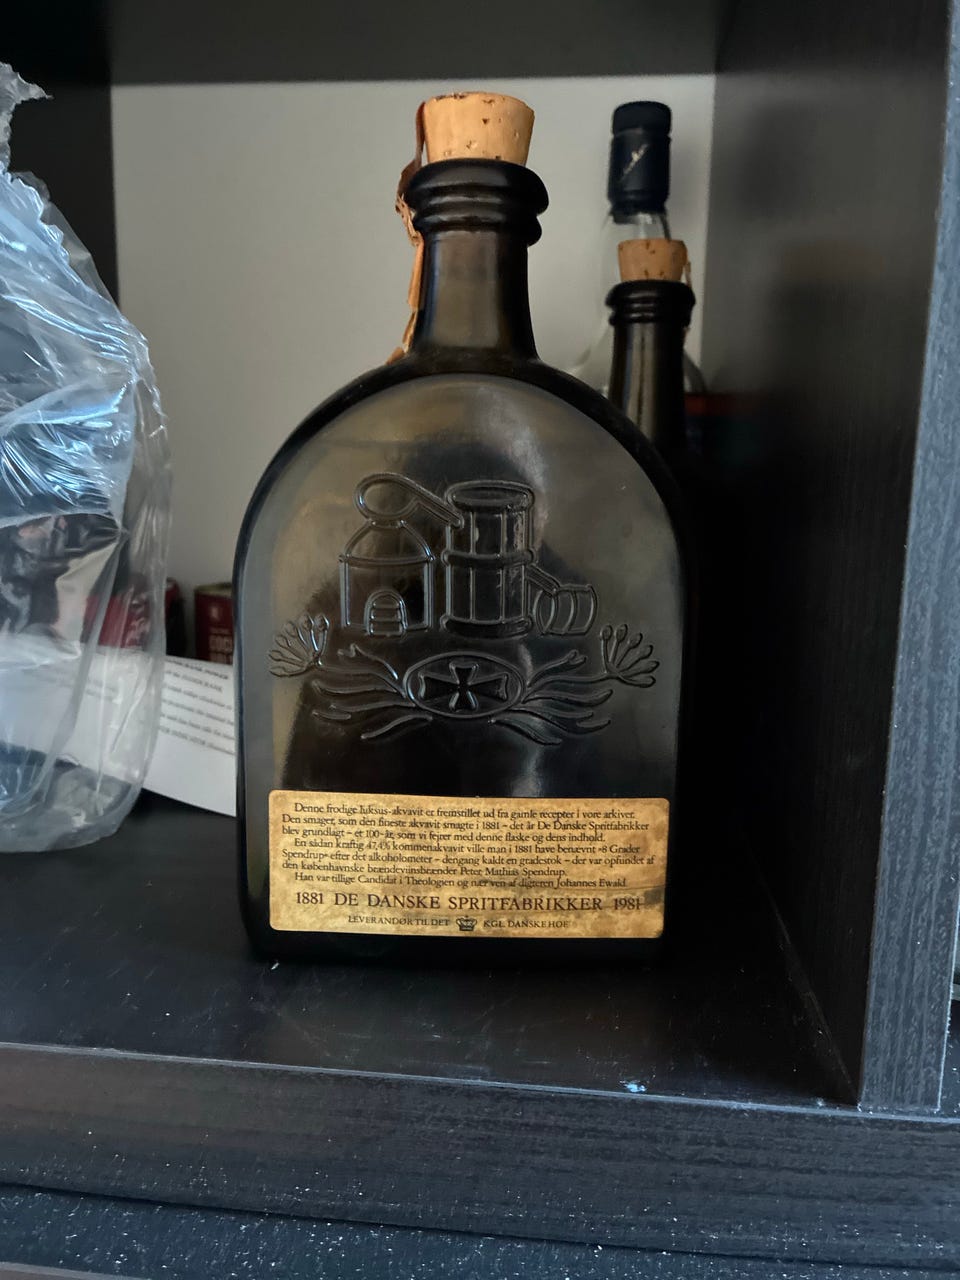 Denne frodige luksus-akvavit er fremstillet ud fra gamle recepter i vore arkiver.
Den smager, som den fineste akvavit smagte i 1881 - det år De Danske Spritfabrikker
blev grundlagt - et 100-år, som vi fejrer med denne flaske og dens indhold.
En sådan kraftig 47,4% kommenakvavit ville man i 1881 have benævnt »8 Grader
Spendrup« efter det alkoholometer - dengang kaldt en gradestok - der var opfundet af
den københavnske brændevinsbrænder Peter Mathias Spendrup.
Han var tillige Candidat i Theologien og nær ven af digteren Johannes Ewald.
1881 DE DANSKE SPRITFABRIKKER 1981
LEVERANDØR TIL DET KGL. DANSKE HOF